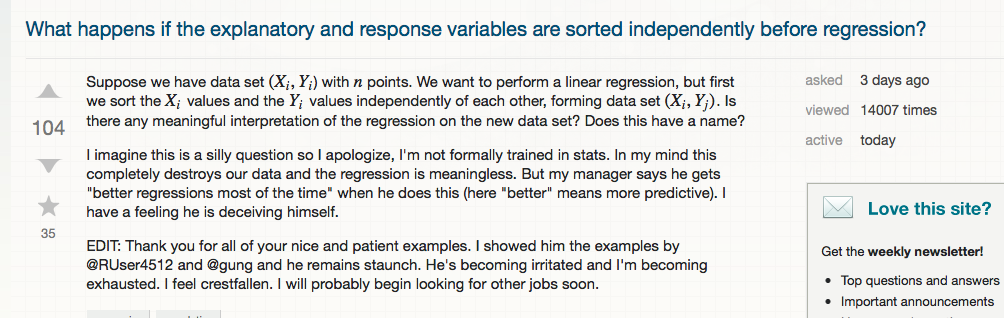 What happens if the explanatory and response variables are sorted independently before regression?
Suppose we have data set (Xi, Yi) with n points. We want to perform a linear regression, but first
we sort the Xi values and the Yi values independently of each other, forming data set (Xi, Yj). Is
there any meaningful interpretation of the regression on the new data set? Does this have a name?
I imagine this is a silly question so I apologize, I'm not formally trained in stats. In my mind this
completely destroys our data and the regression is meaningless. But my manager says he gets
"better regressions most of the time" when he does this (here "better" means more predictive). I
have a feeling he is deceiving himself.
EDIT: Thank you for all of your nice and patient examples. I showed him the examples by
@RUser4512 and @gung and he remains staunch. He's becoming irritated and I'm becoming
exhausted. I feel crestfallen. I will probably begin looking for other jobs soon.
104
35
asked 3 days ago
viewed 14007 times
active today
Love this site?
Get the weekly newsletter!
• Top questions and answers
• Important announcements